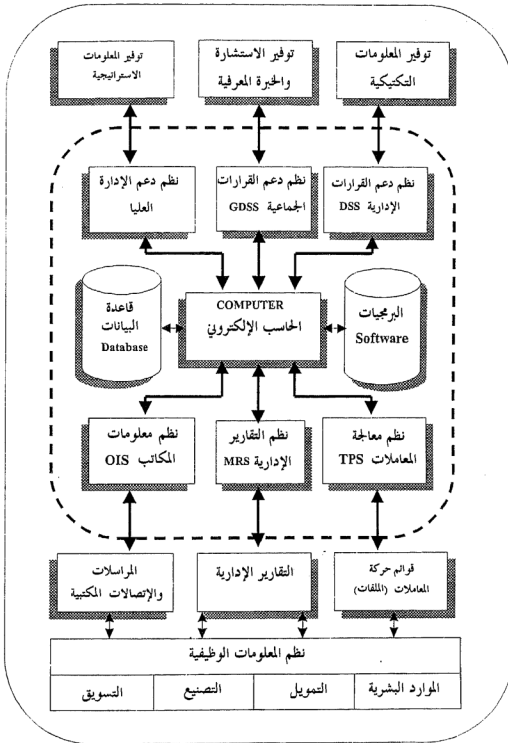 توفير المعلومات
التكتيكية
توفير الاستشارة
والخبرة المعرفية
توفير المعلومات
الاستراتيجية
نظم دعم القرارات
الإدارية DSS
نظم دعم القرارات
الجماعية GDSS
نظم دعم الإدارة
العليا
البرمجيات
Software
COMPUTER
الحاسب الإلكتروني
قاعدة
البيانات
Database
نظم معالجة
المعاملات TPS
نظم التقارير
الإدارية MRS
نظم معلومات
المكاتب OIS
قوائم حركة
المعاملات (الملفات)
التقارير الإدارية
المراسلات
والإتصالات المكتبية
نظم المعلومات الوظيفية
الموارد البشرية
التمويل
التصنيع
التسويق